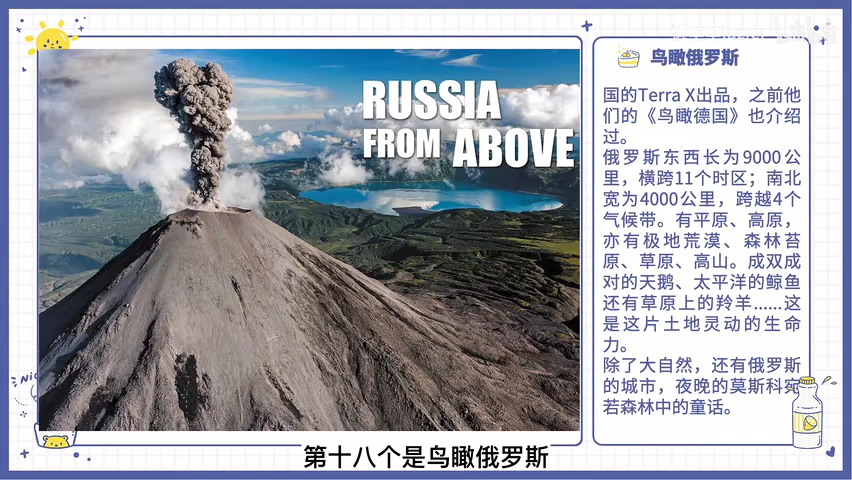 RUSSIA
FROM ABOVE
鸟瞰俄罗斯
国的Terra X出品，之前他
们的《鸟瞰德国》也介绍
过。
俄罗斯东西长为9000公
里，横跨11个时区；南北
宽为4000公里，跨越4个
气候带。有平原、高原，
亦有极地荒漠、森林苔
原、草原、高山。成双成
对的天鹅、太平洋的鲸鱼
还有草原上的羚羊......这
是这片土地灵动的生命
力。
除了大自然，还有俄罗斯
的城市，夜晚的莫斯科宛
若森林中的童话。
第十八个是鸟瞰俄罗斯